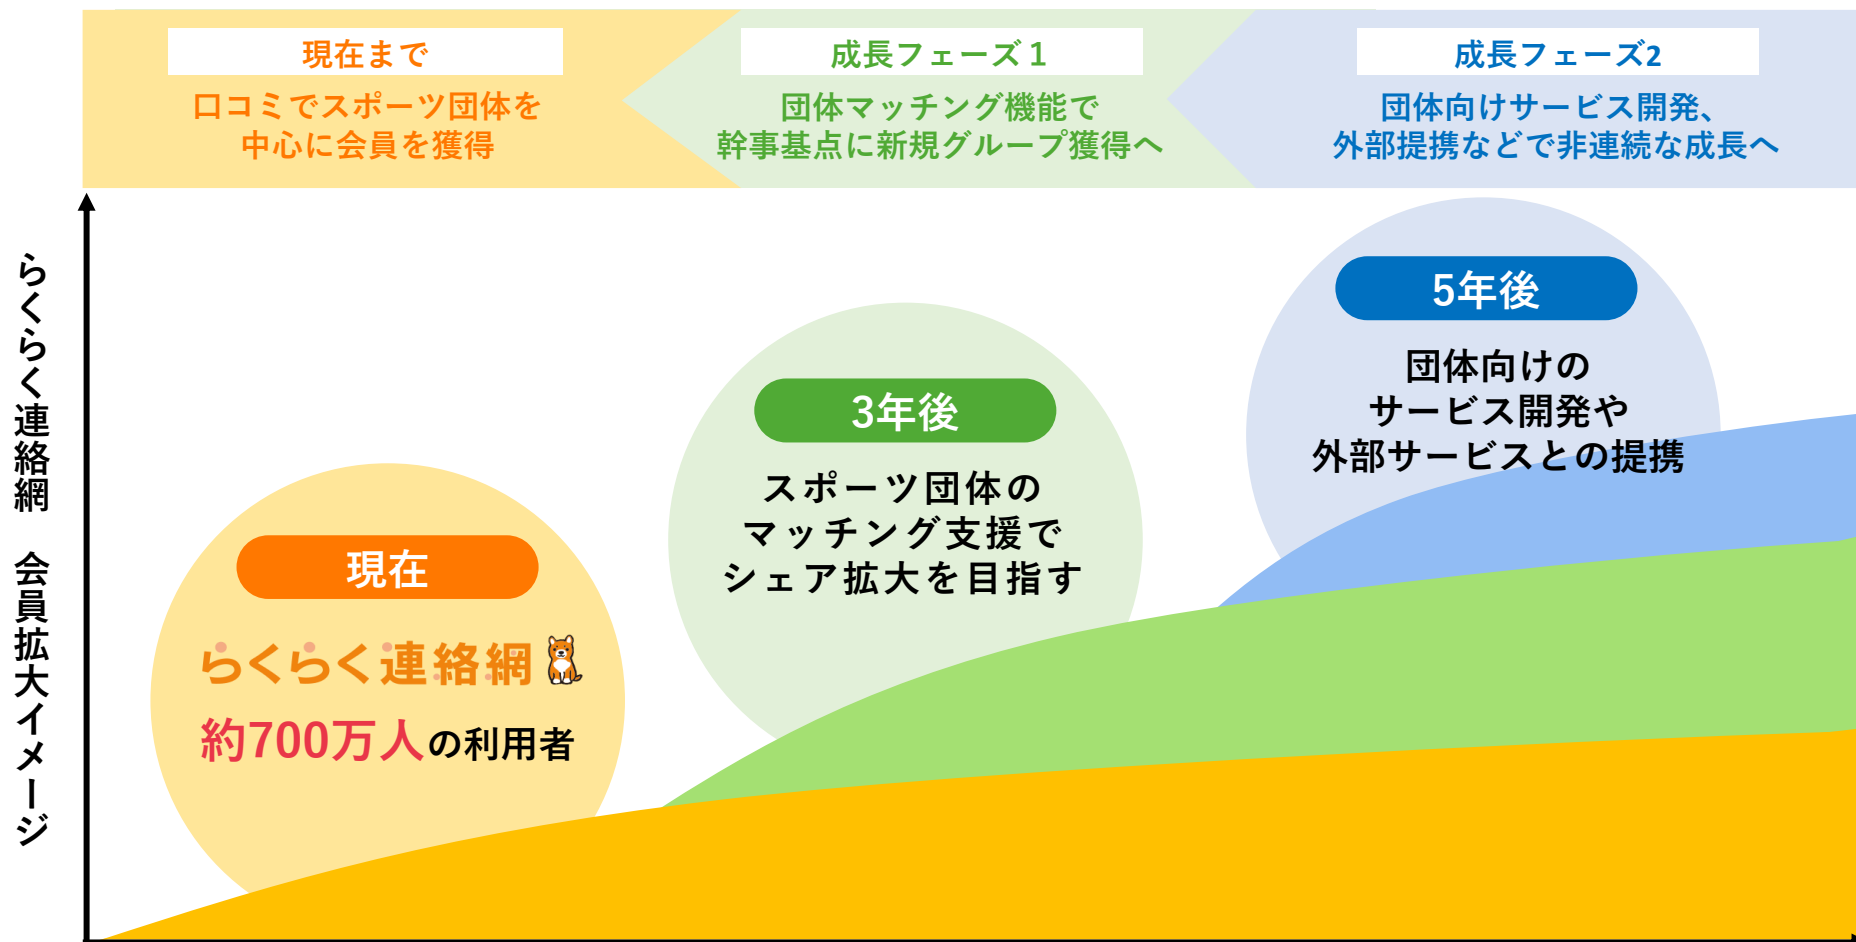 現在まで
口コミでスポーツ団体を
中心に会員を獲得
成長フェーズ１
団体マッチング機能で
幹事基点に新規グループ獲得へ
成長フェーズ2
団体向けサービス開発、
外部提携などで非連続な成長へ
らくらく連絡網　会員拡大イメージ
現在
らくらく連絡網
約700万人の利用者
3年後
スポーツ団体の
マッチング支援で
シェア拡大を目指す
5年後
団体向けの
サービス開発や
外部サービスとの提携